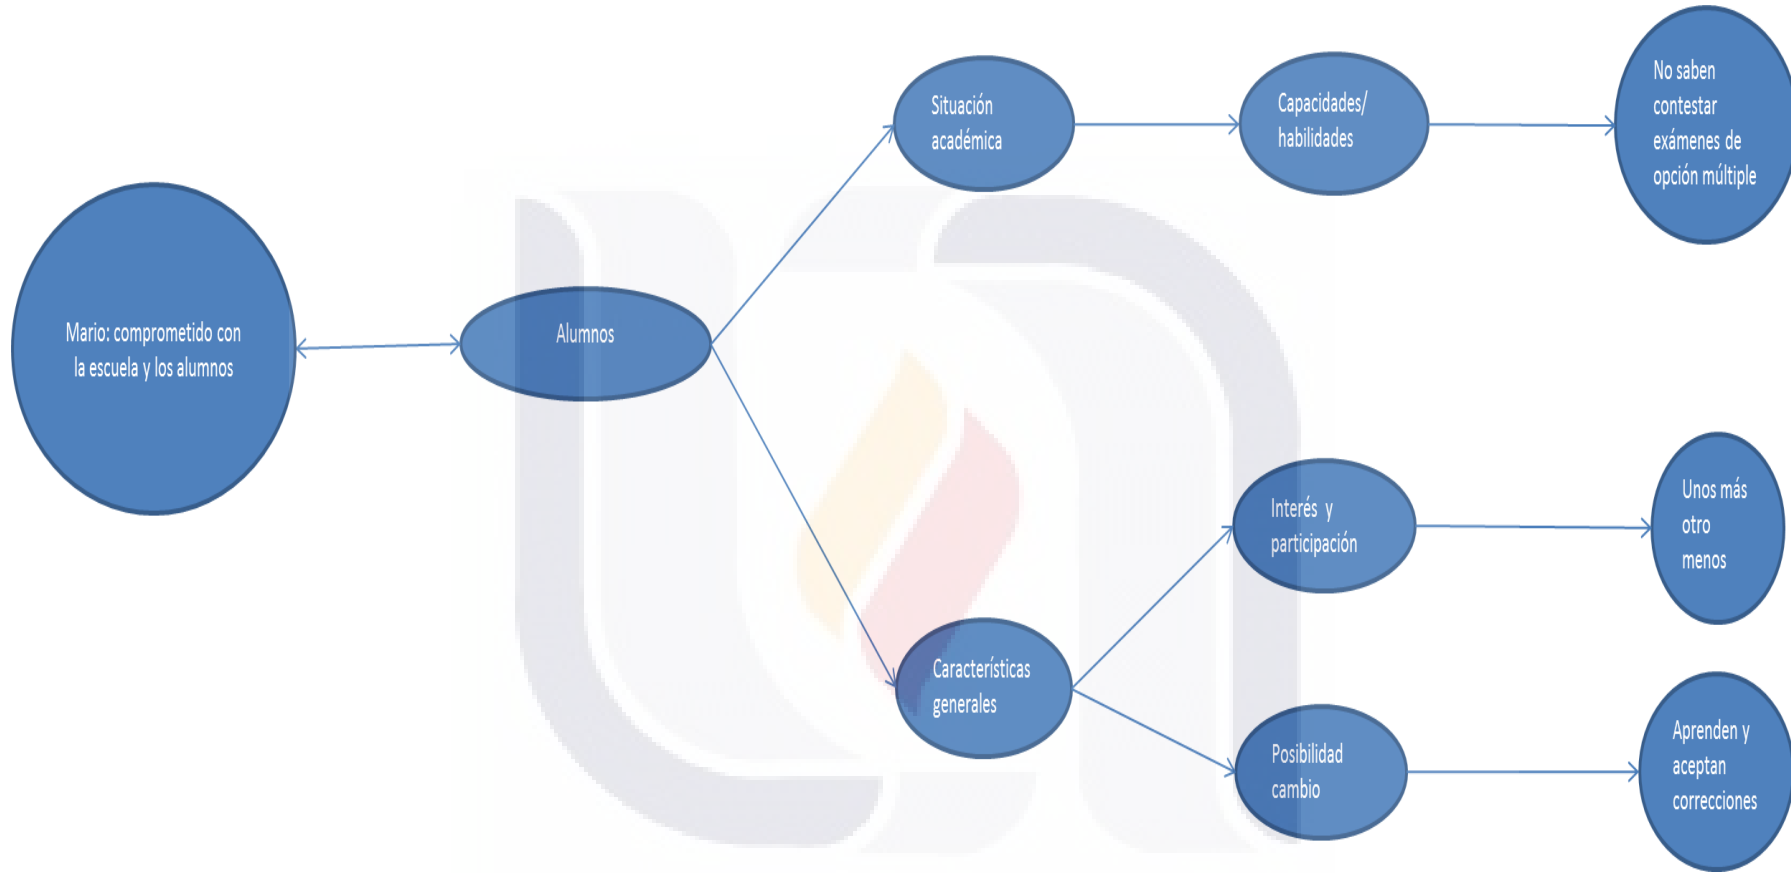 Mario: comprometido con
la escuela y los alumnos
Alumnos
Situación
académica
Capacidades/
habilidades
No saben
contestar
exámenes de
opción múltiple
Característícas
generales
Interés y
participación
Unos más
otro
menos
Posibilidad
cambio
Aprenden y
aceptan
correcciones